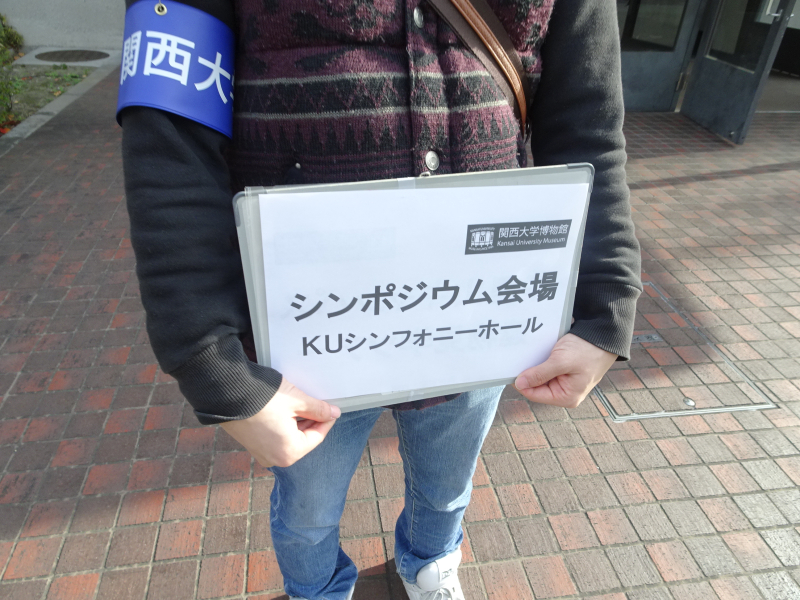 関西大
関西大学博物館
Kansai University Museum
シンポジウム会場
KUシンフォニーホール